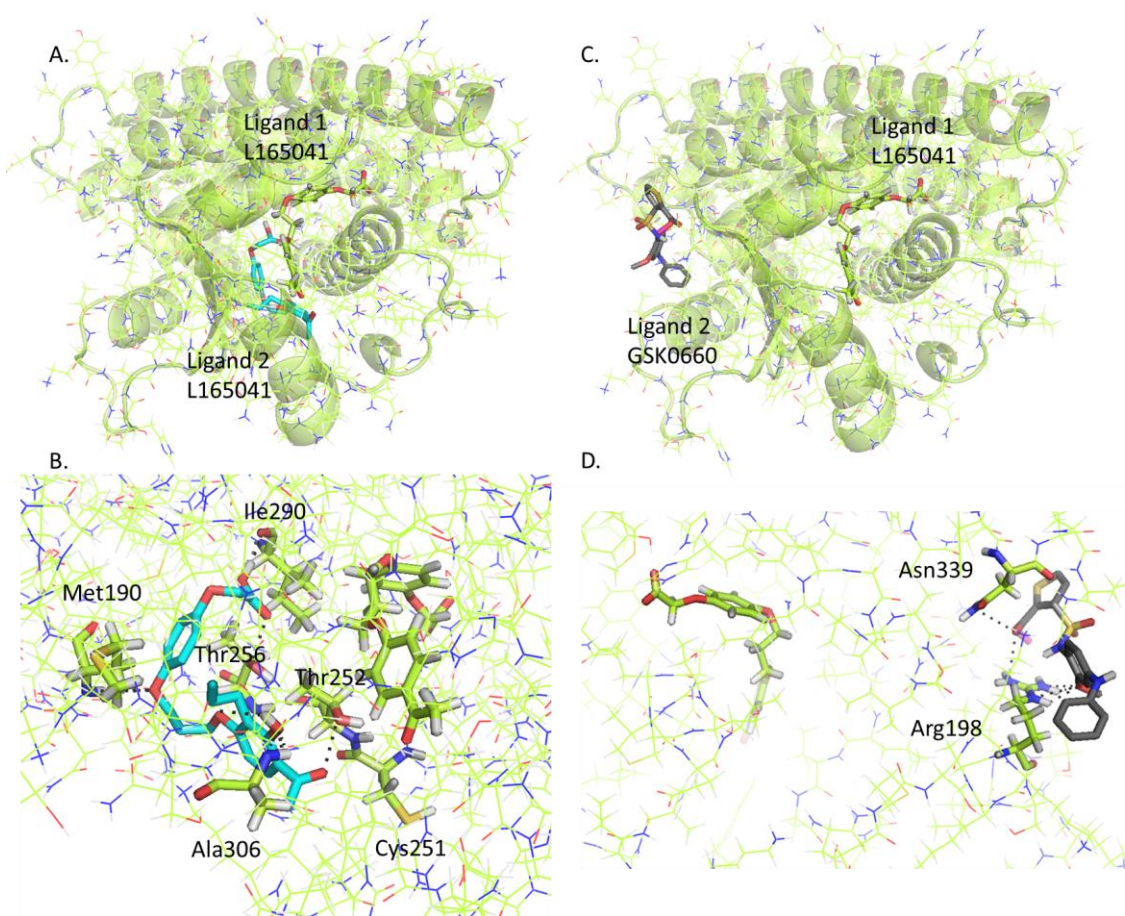 A.
Ligand 1
L165041
Ligand 2
L165041
C.
Ligand 1
L165041
Ligand 2
GSK0660
B.
Ile290
Met190
Thr256
Thr252
Ala306
Cys251
D.
Asn339
Arg198